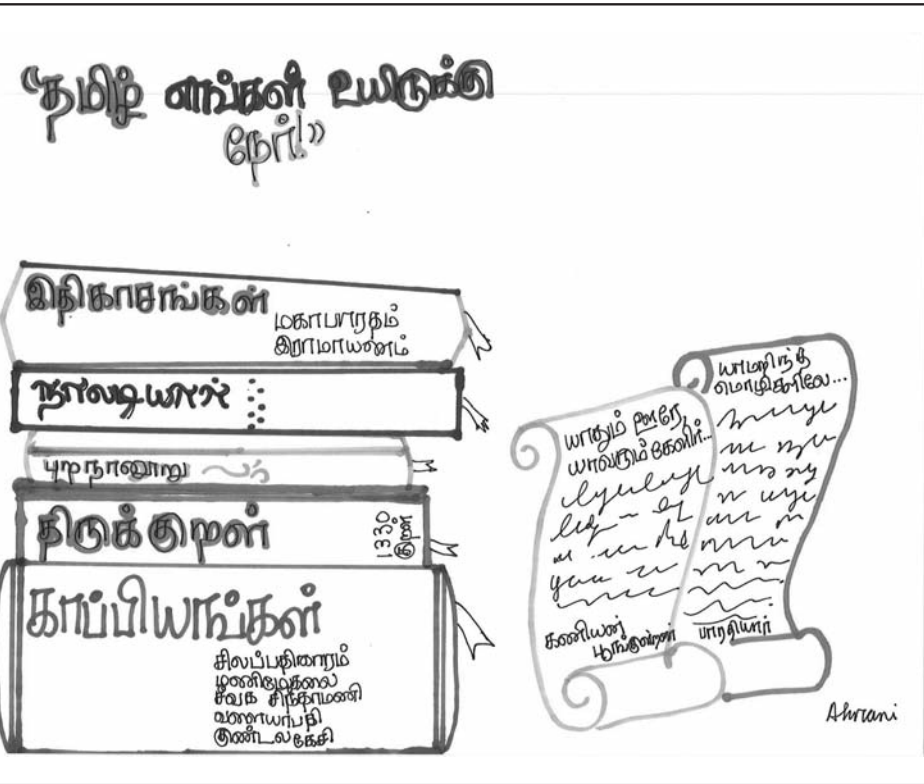 “தமிழ் எங்கள் உயிருக்கு
நேர்!”
இதிகாசங்கள்
மகாபாரதம்
இராமாயணம்
நாலடியார்
புறநானூறு
திருக்குறள்
1330
குறள்
காப்பியங்கள்
சிலப்பதிகாரம்
மணிமேகலை
சீவக சிந்தாமணி
வளையாபதி
குண்டலகேசி
யாதும் ஊரே,
யாவரும் கேளிர்...
கணியன்
பூங்குன்றன்
யாமறிந்த
மொழிகளிலே...
பாரதியார்